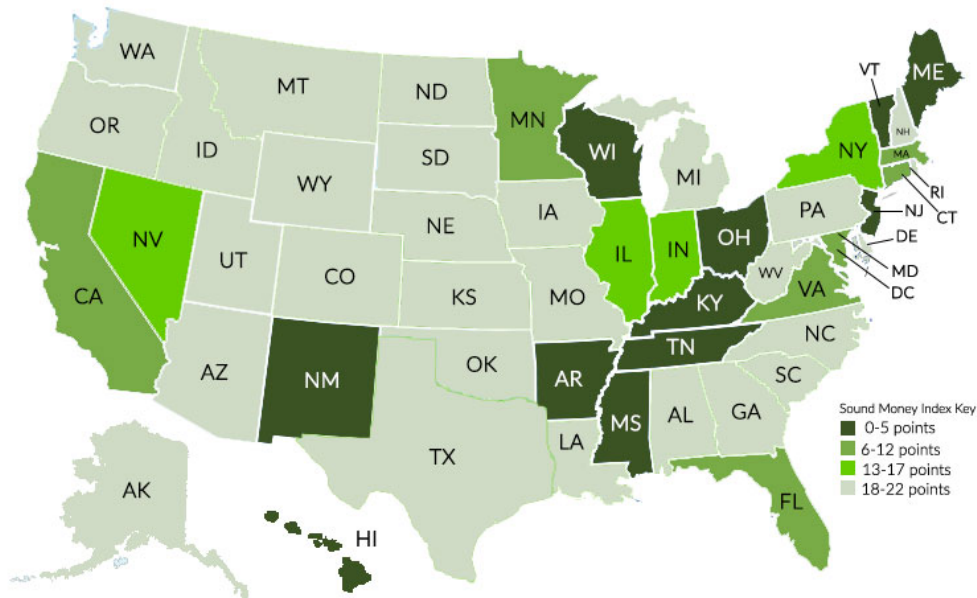 WA
MT
ND
MN
VT
ME
OR
ID
SD
WI
NY
NH
MA
WY
MI
RI
CT
NV
NE
IA
PA
NJ
UT
IL
IN
OH
DE
CA
CO
KS
MO
WV
MD
KY
VA
DC
AZ
NM
OK
AR
TN
NC
SC
TX
LA
MS
AL
GA
Sound Money Index Key
0-5 points
6-12 points
13-17 points
18-22 points
AK
FL
HI